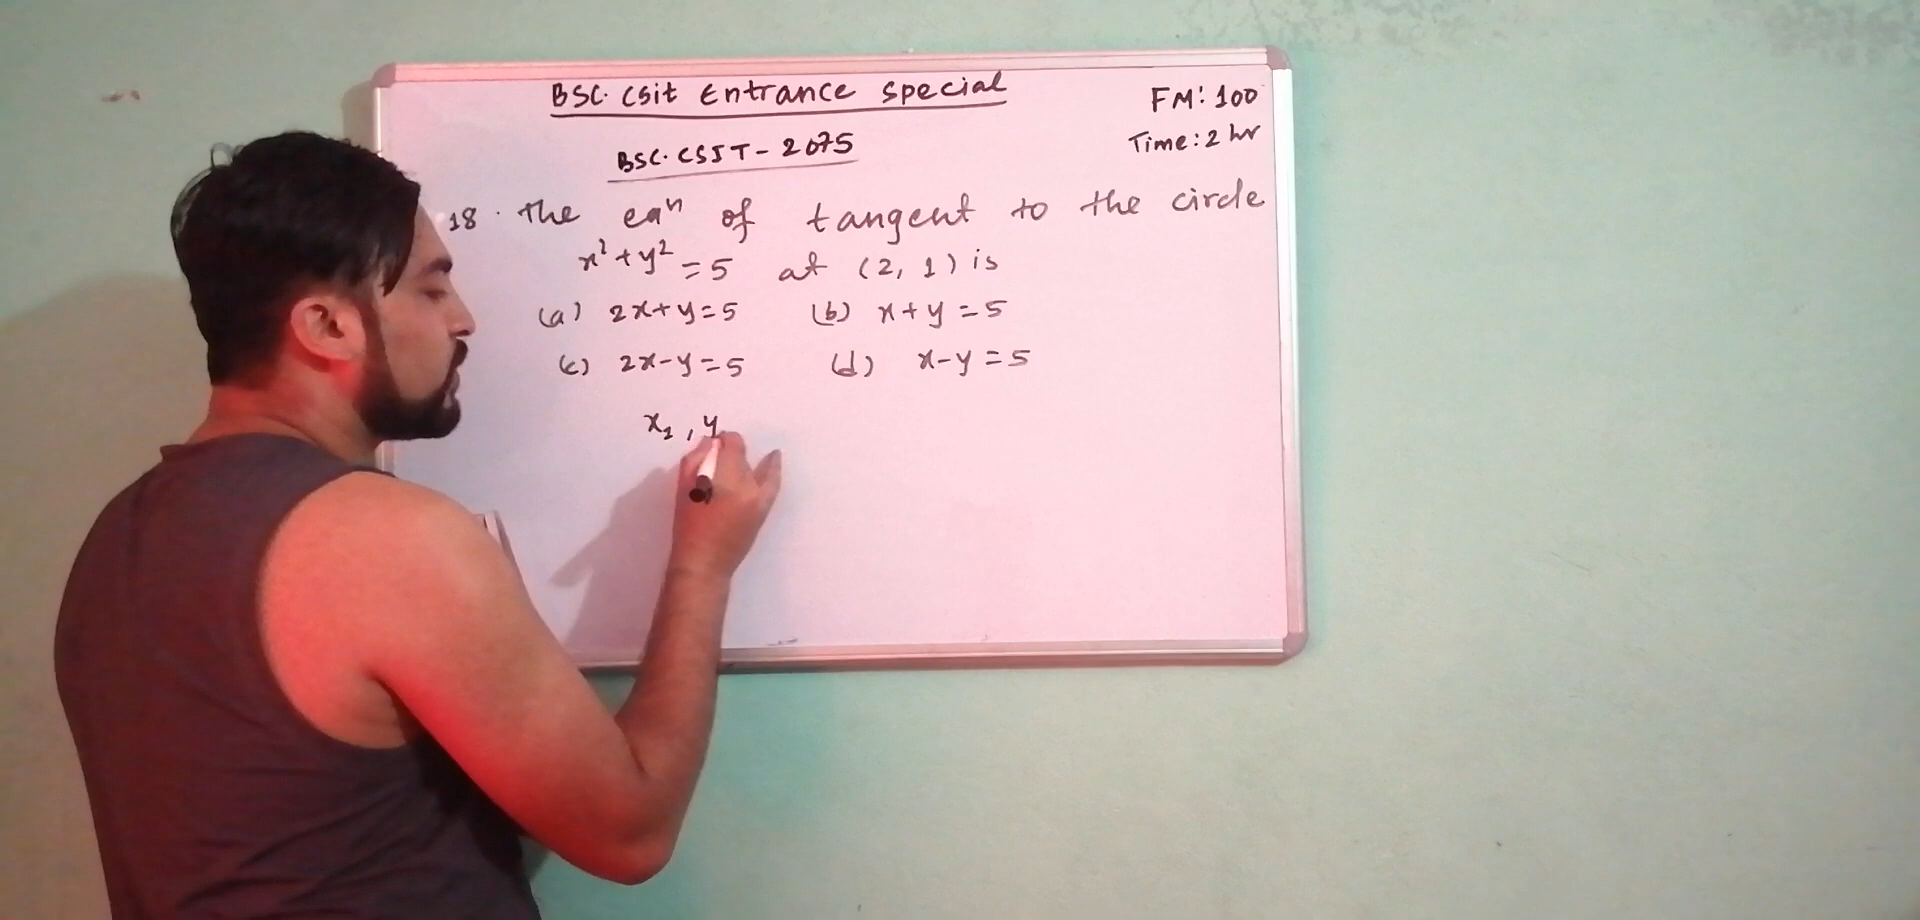 BSC. Csit Entrance special
FM: 100
Time: 2 hr
BSC. CSIT - 2075
18. The eqⁿ of tangent to the circle
x²+y² = 5 at (2, 1) is
(a) 2x+y=5 (b) x+y=5
(c) 2x-y=5 (d) x-y=5
x₁, y